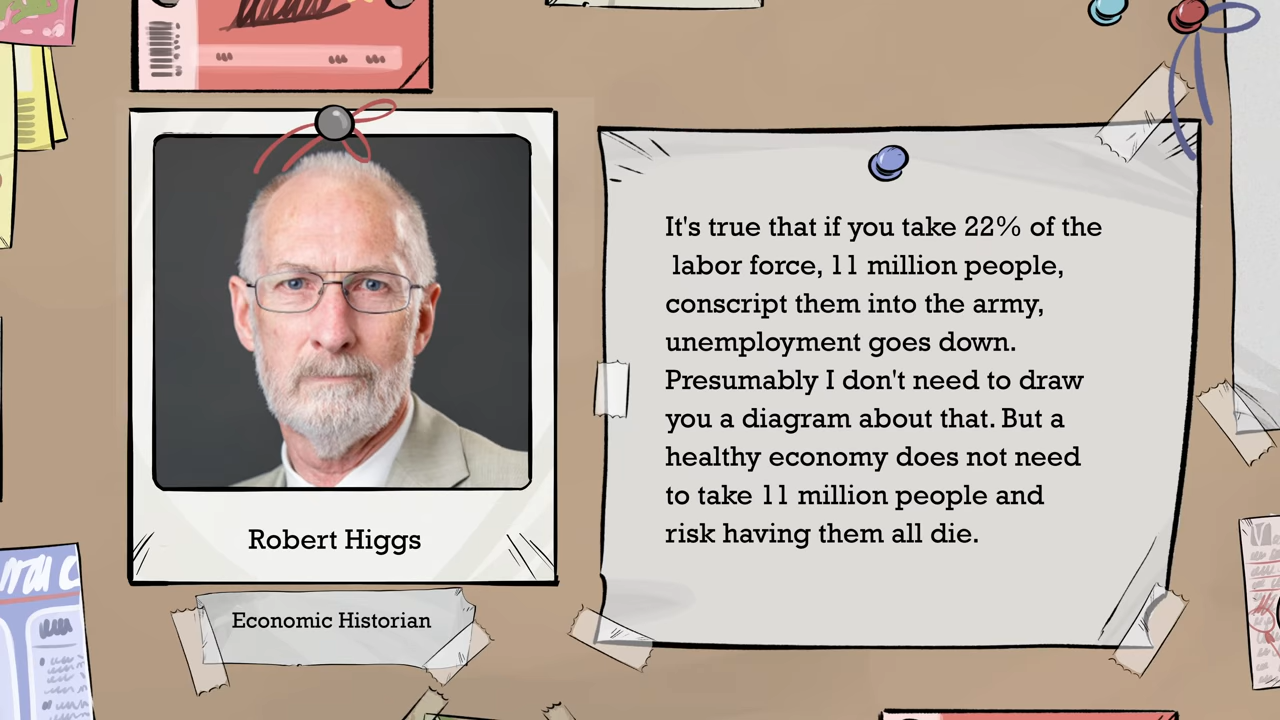 Robert Higgs
Economic Historian
It's true that if you take 22% of the
labor force, 11 million people,
conscript them into the army,
unemployment goes down.
Presumably I don't need to draw
you a diagram about that. But a
healthy economy does not need
to take 11 million people and
risk having them all die.